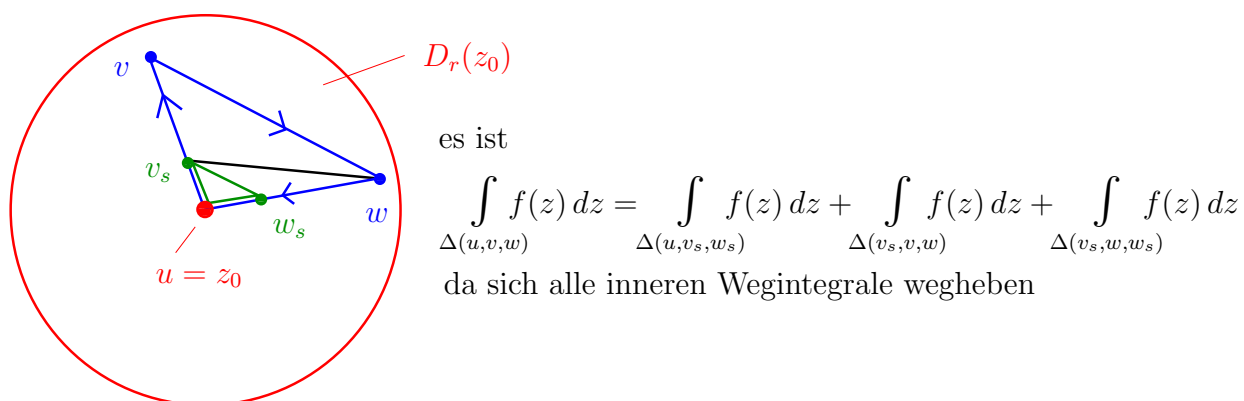 v
D_r(z_0)
es ist
v_s
w
w_s
∫_{Δ(u,v,w)} f(z) dz = ∫_{Δ(u,v_s,w_s)} f(z) dz + ∫_{Δ(v_s,v,w)} f(z) dz + ∫_{Δ(v_s,w,w_s)} f(z) dz
u = z_0
da sich alle inneren Wegintegrale wegheben